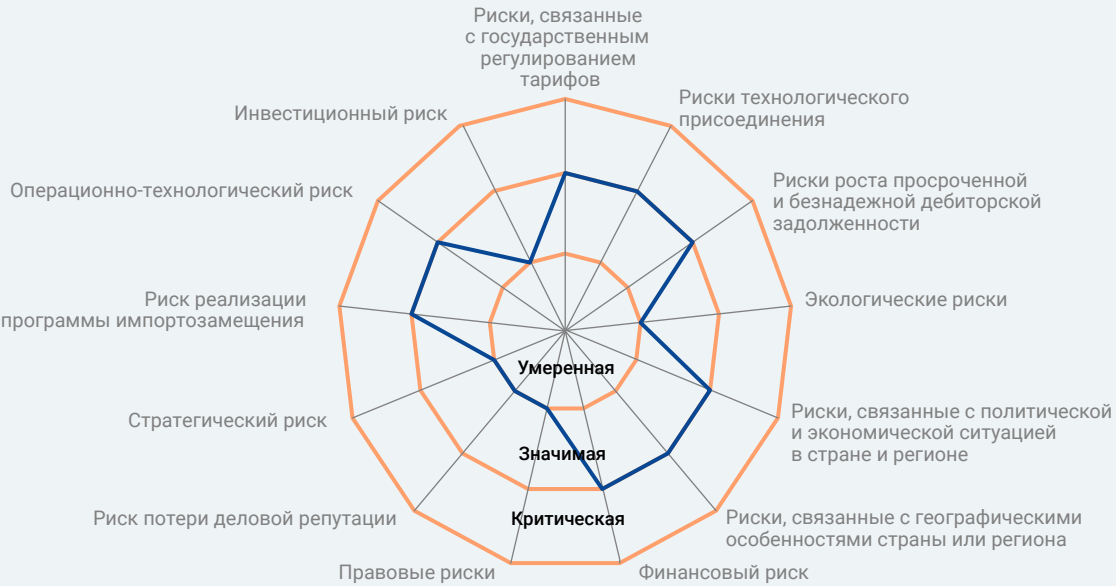 Риски, связанные
с государственным
регулированием
тарифов
Риски технологического
присоединения
Риски роста просроченной
и безнадежной дебиторской
задолженности
Экологические риски
Риски, связанные с политической
и экономической ситуацией
в стране и регионе
Риски, связанные с географическими
особенностями страны или региона
Финансовый риск
Правовые риски
Риск потери деловой репутации
Стратегический риск
Риск реализации
программы импортозамещения
Операционно-технологический риск
Инвестиционный риск
Умеренная
Значимая
Критическая